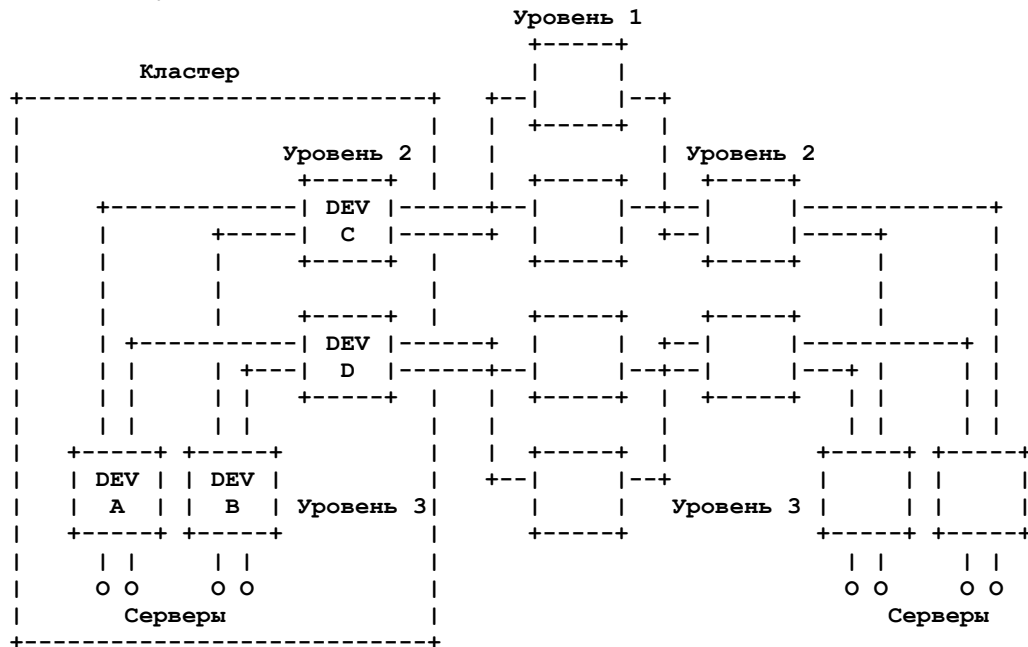 Уровень 1
Кластер
Уровень 2
Уровень 2
DEV
C
DEV
D
DEV
A
DEV
B
Уровень 3
Уровень 3
O O
O O
O O
O O
Серверы
Серверы